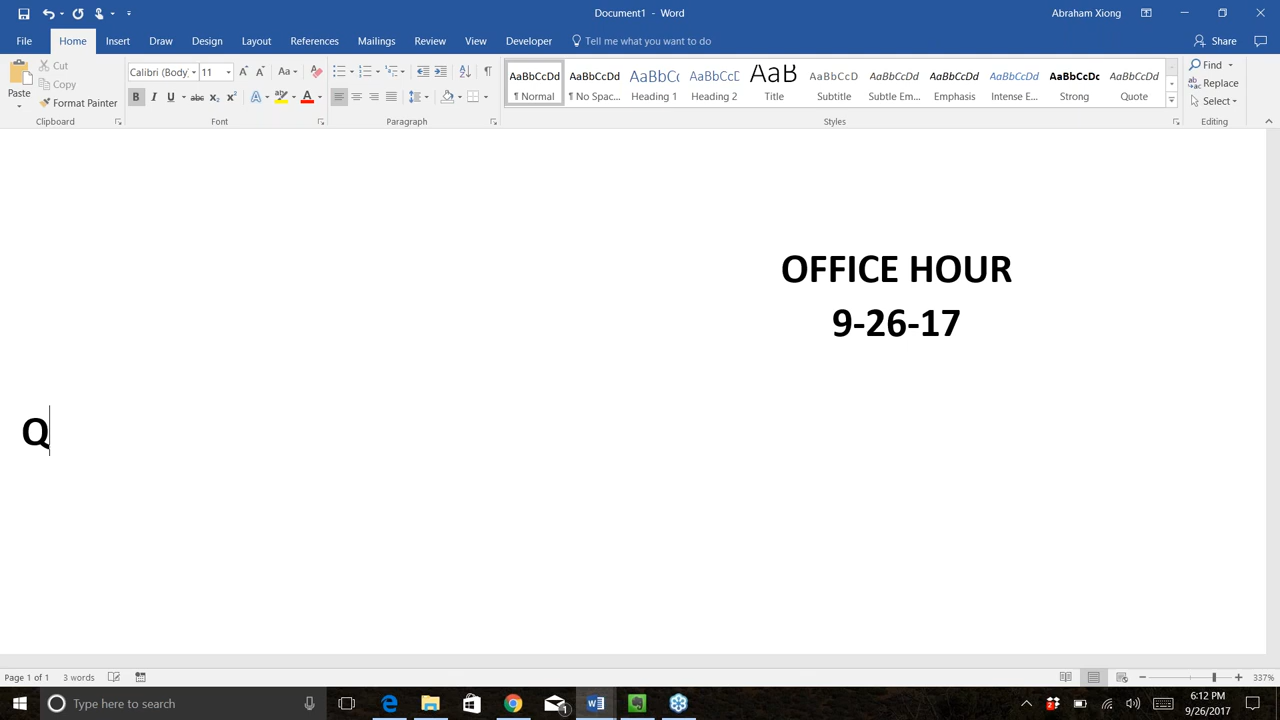 Document1 - Word
Abraham Xiong
File Home Insert Draw Design Layout References Mailings Review View Developer Tell me what you want to do Share
Paste
Cut
Copy
Format Painter
Calibri (Body) 11
AaBbCcDd AaBbCcDd AaBbCc AaBbCcD AaB AaBbCcD AaBbCcDd AaBbCcDd AaBbCcDd AaBbCcDc AaBbCcDd
¶ Normal ¶ No Spac... Heading 1 Heading 2 Title Subtitle Subtle Em... Emphasis Intense E... Strong Quote
Find
Replace
Select
Clipboard Font Paragraph Styles Editing
OFFICE HOUR
9-26-17
Q
Page 1 of 1 3 words 337%
Type here to search
6:12 PM
9/26/2017